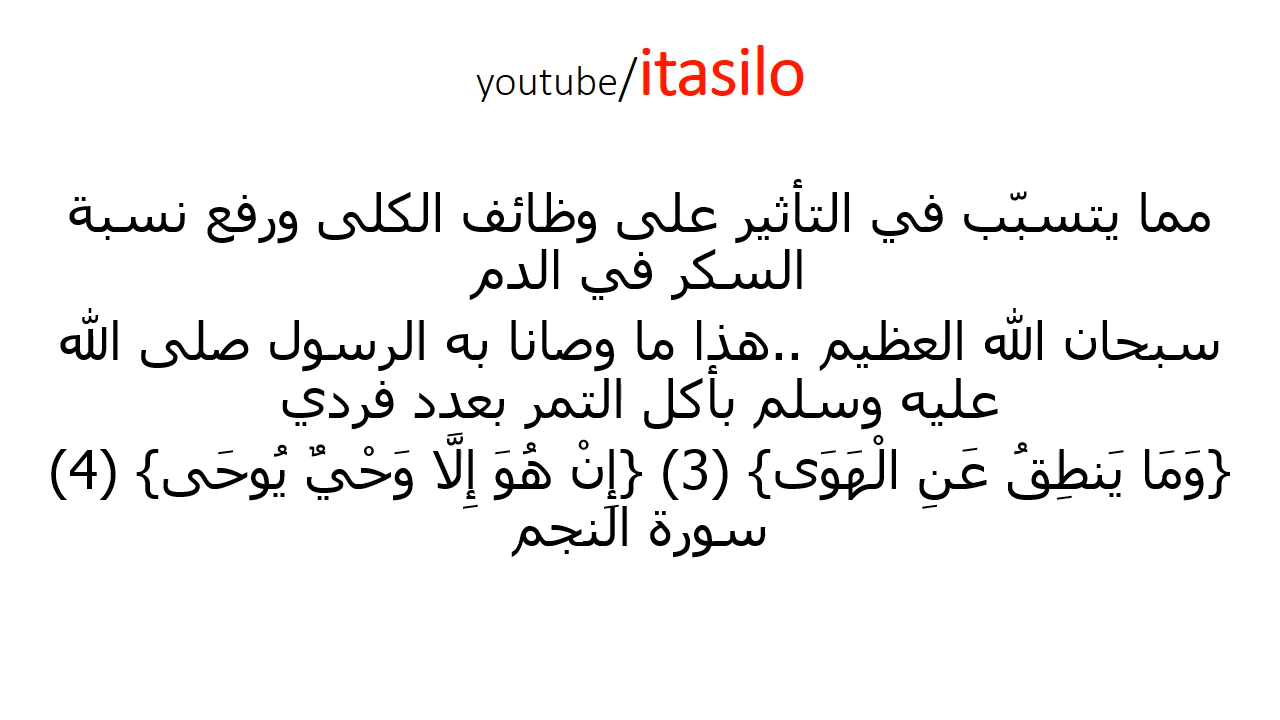 youtube/itasilo
مما يتسبّب في التأثير على وظائف الكلى ورفع نسبة
السكر في الدم
سبحان الله العظيم ..هذا ما وصانا به الرسول صلى الله
عليه وسلم بأكل التمر بعدد فردي
{وَمَا يَنطِقُ عَنِ الْهَوَى} (3) {إِنْ هُوَ إِلَّا وَحْيٌ يُوحَى} (4)
سورة النجم